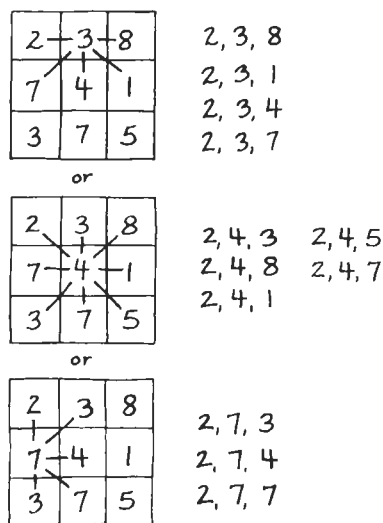 2 3 8
7 4 1
3 7 5
2, 3, 8
2, 3, 1
2, 3, 4
2, 3, 7
or
2 3 8
7 4 1
3 7 5
2, 4, 3 2, 4, 5
2, 4, 8 2, 4, 7
2, 4, 1
or
2 3 8
7 4 1
3 7 5
2, 7, 3
2, 7, 4
2, 7, 7